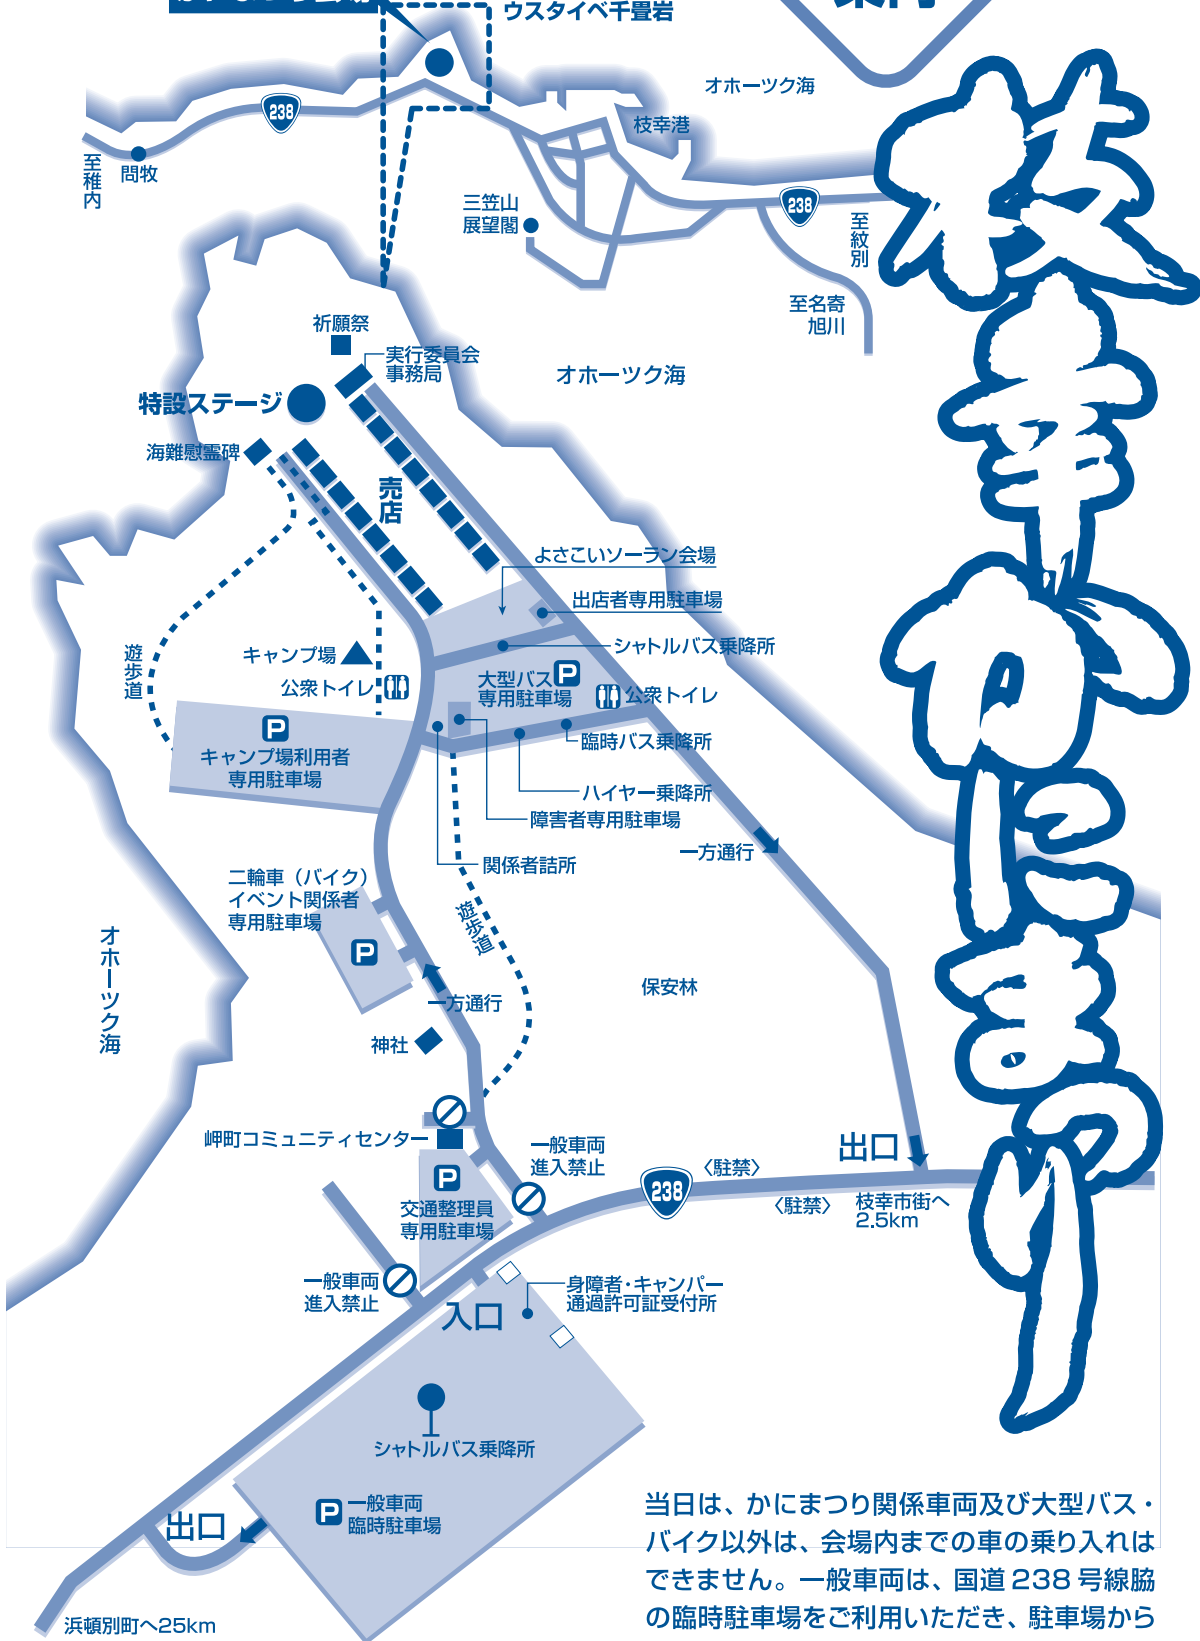 ウスタイベ千畳岩
案内
オホーツク海
枝幸港
238
問牧
至稚内
三笠山
展望閣
238
至紋別
至名寄
旭川
枝幸かにまつり
祈願祭
実行委員会
事務局
オホーツク海
特設ステージ
海難慰霊碑
売店
よさこいソーラン会場
出店者専用駐車場
シャトルバス乗降所
遊歩道
キャンプ場
公衆トイレ
大型バス
専用駐車場
P
公衆トイレ
P
キャンプ場利用者
専用駐車場
臨時バス乗降所
ハイヤー乗降所
障害者専用駐車場
一方通行
関係者詰所
二輪車（バイク）
イベント関係者
専用駐車場
P
遊歩道
オホーツク海
一方通行
保安林
神社
岬町コミュニティセンター
一般車両
進入禁止
出口
〈駐禁〉
238
P
交通整理員
専用駐車場
〈駐禁〉
枝幸市街へ
2.5km
一般車両
進入禁止
入口
身障者・キャンパー
通過許可証受付所
シャトルバス乗降所
P
一般車両
臨時駐車場
出口
浜頓別町へ25km
当日は、かにまつり関係車両及び大型バス・
バイク以外は、会場内までの車の乗り入れは
できません。一般車両は、国道238号線脇
の臨時駐車場をご利用いただき、駐車場から